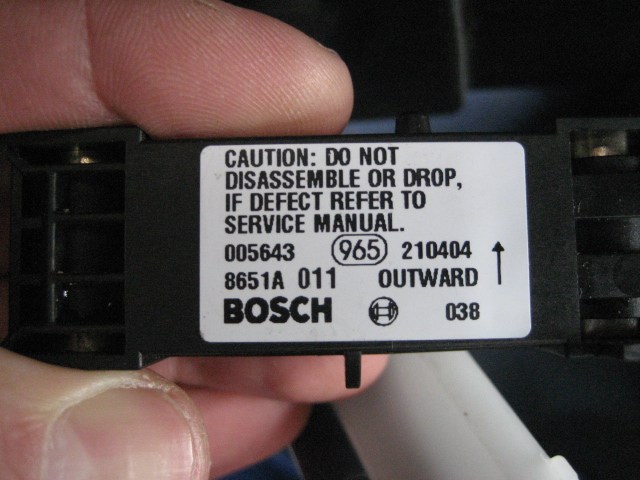 CAUTION: DO NOT
DISASSEMBLE OR DROP,
IF DEFECT REFER TO
SERVICE MANUAL.
005643 965 210404
8651A 011 OUTWARD
BOSCH 038